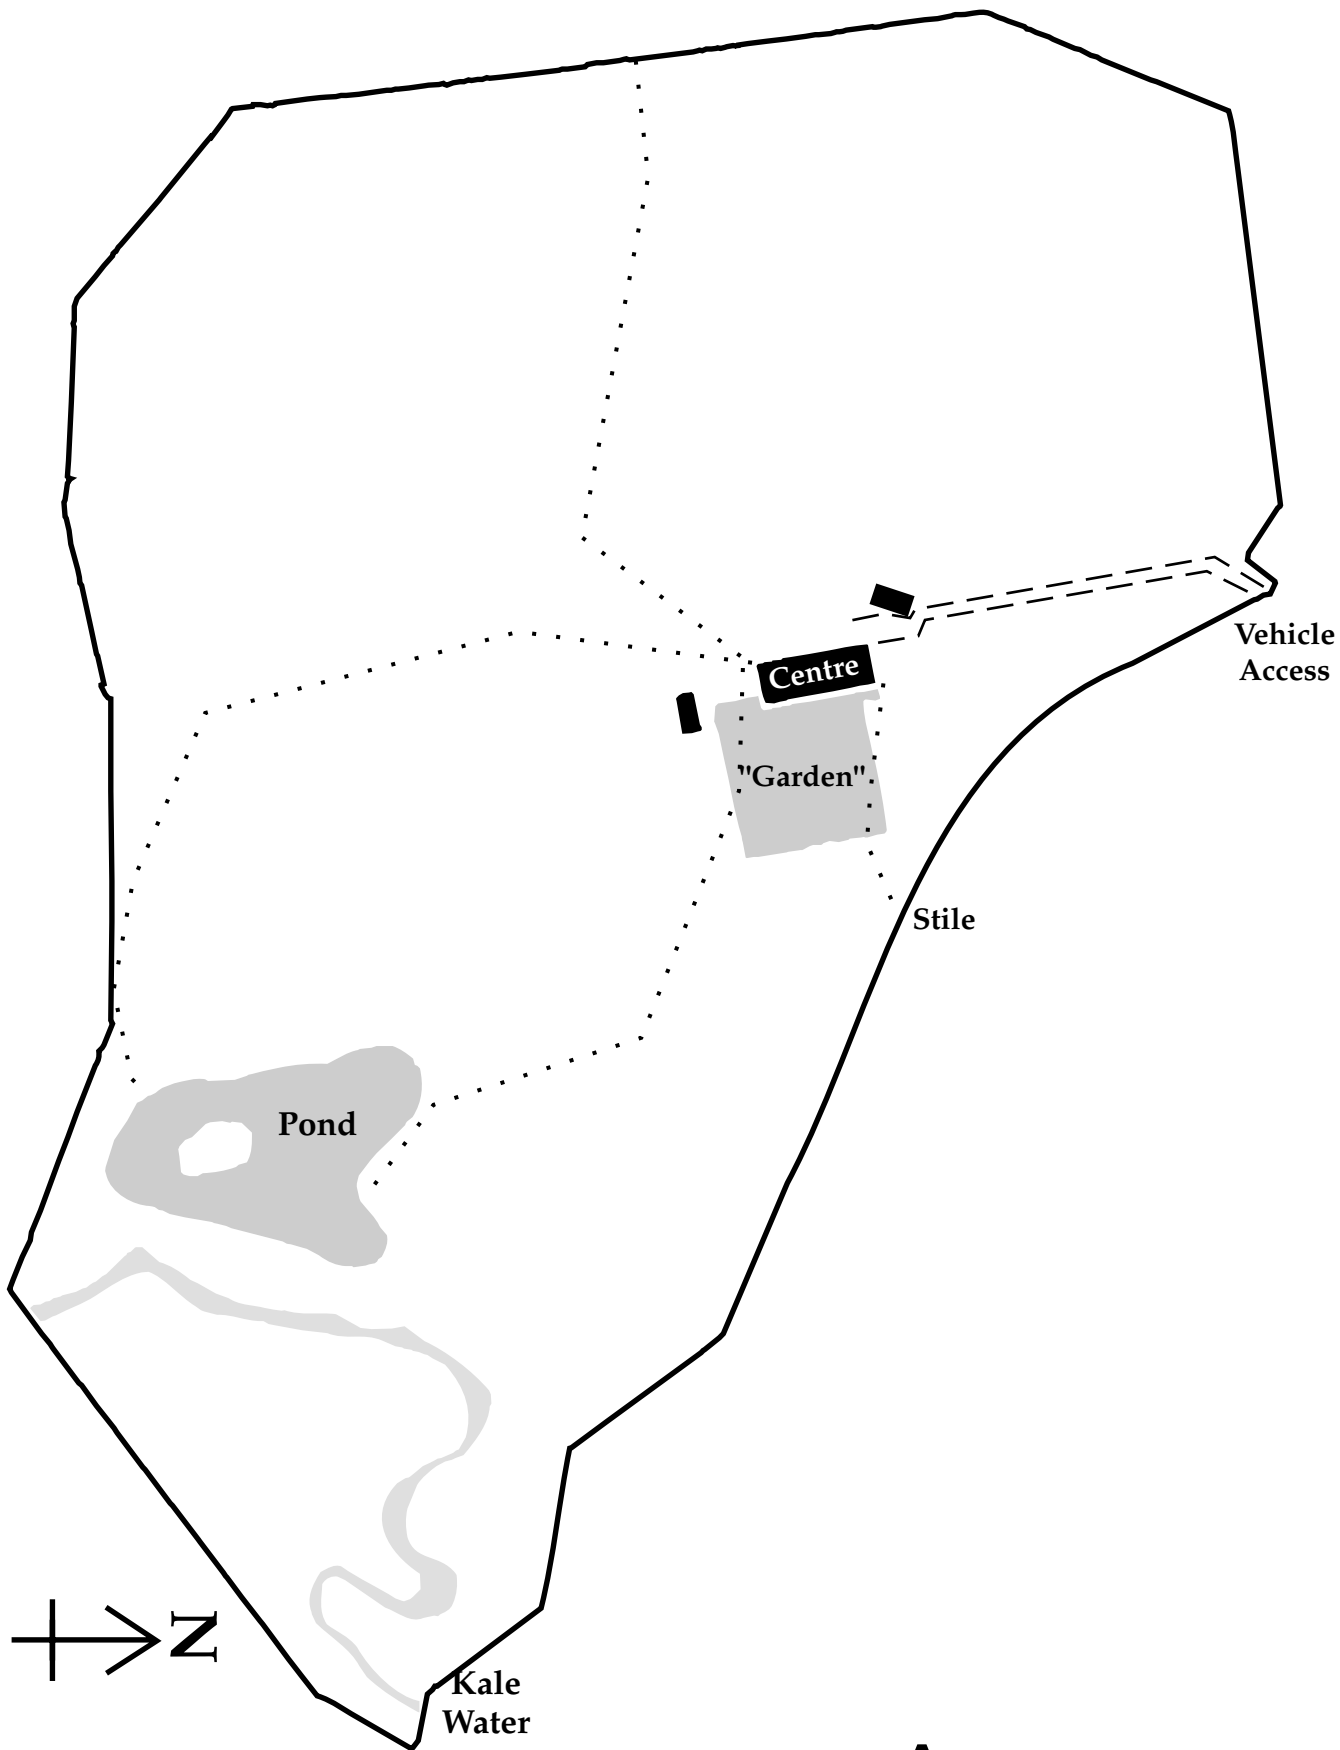 Vehicle
Access
Centre
"Garden"
Stile
Pond
N
Kale
Water